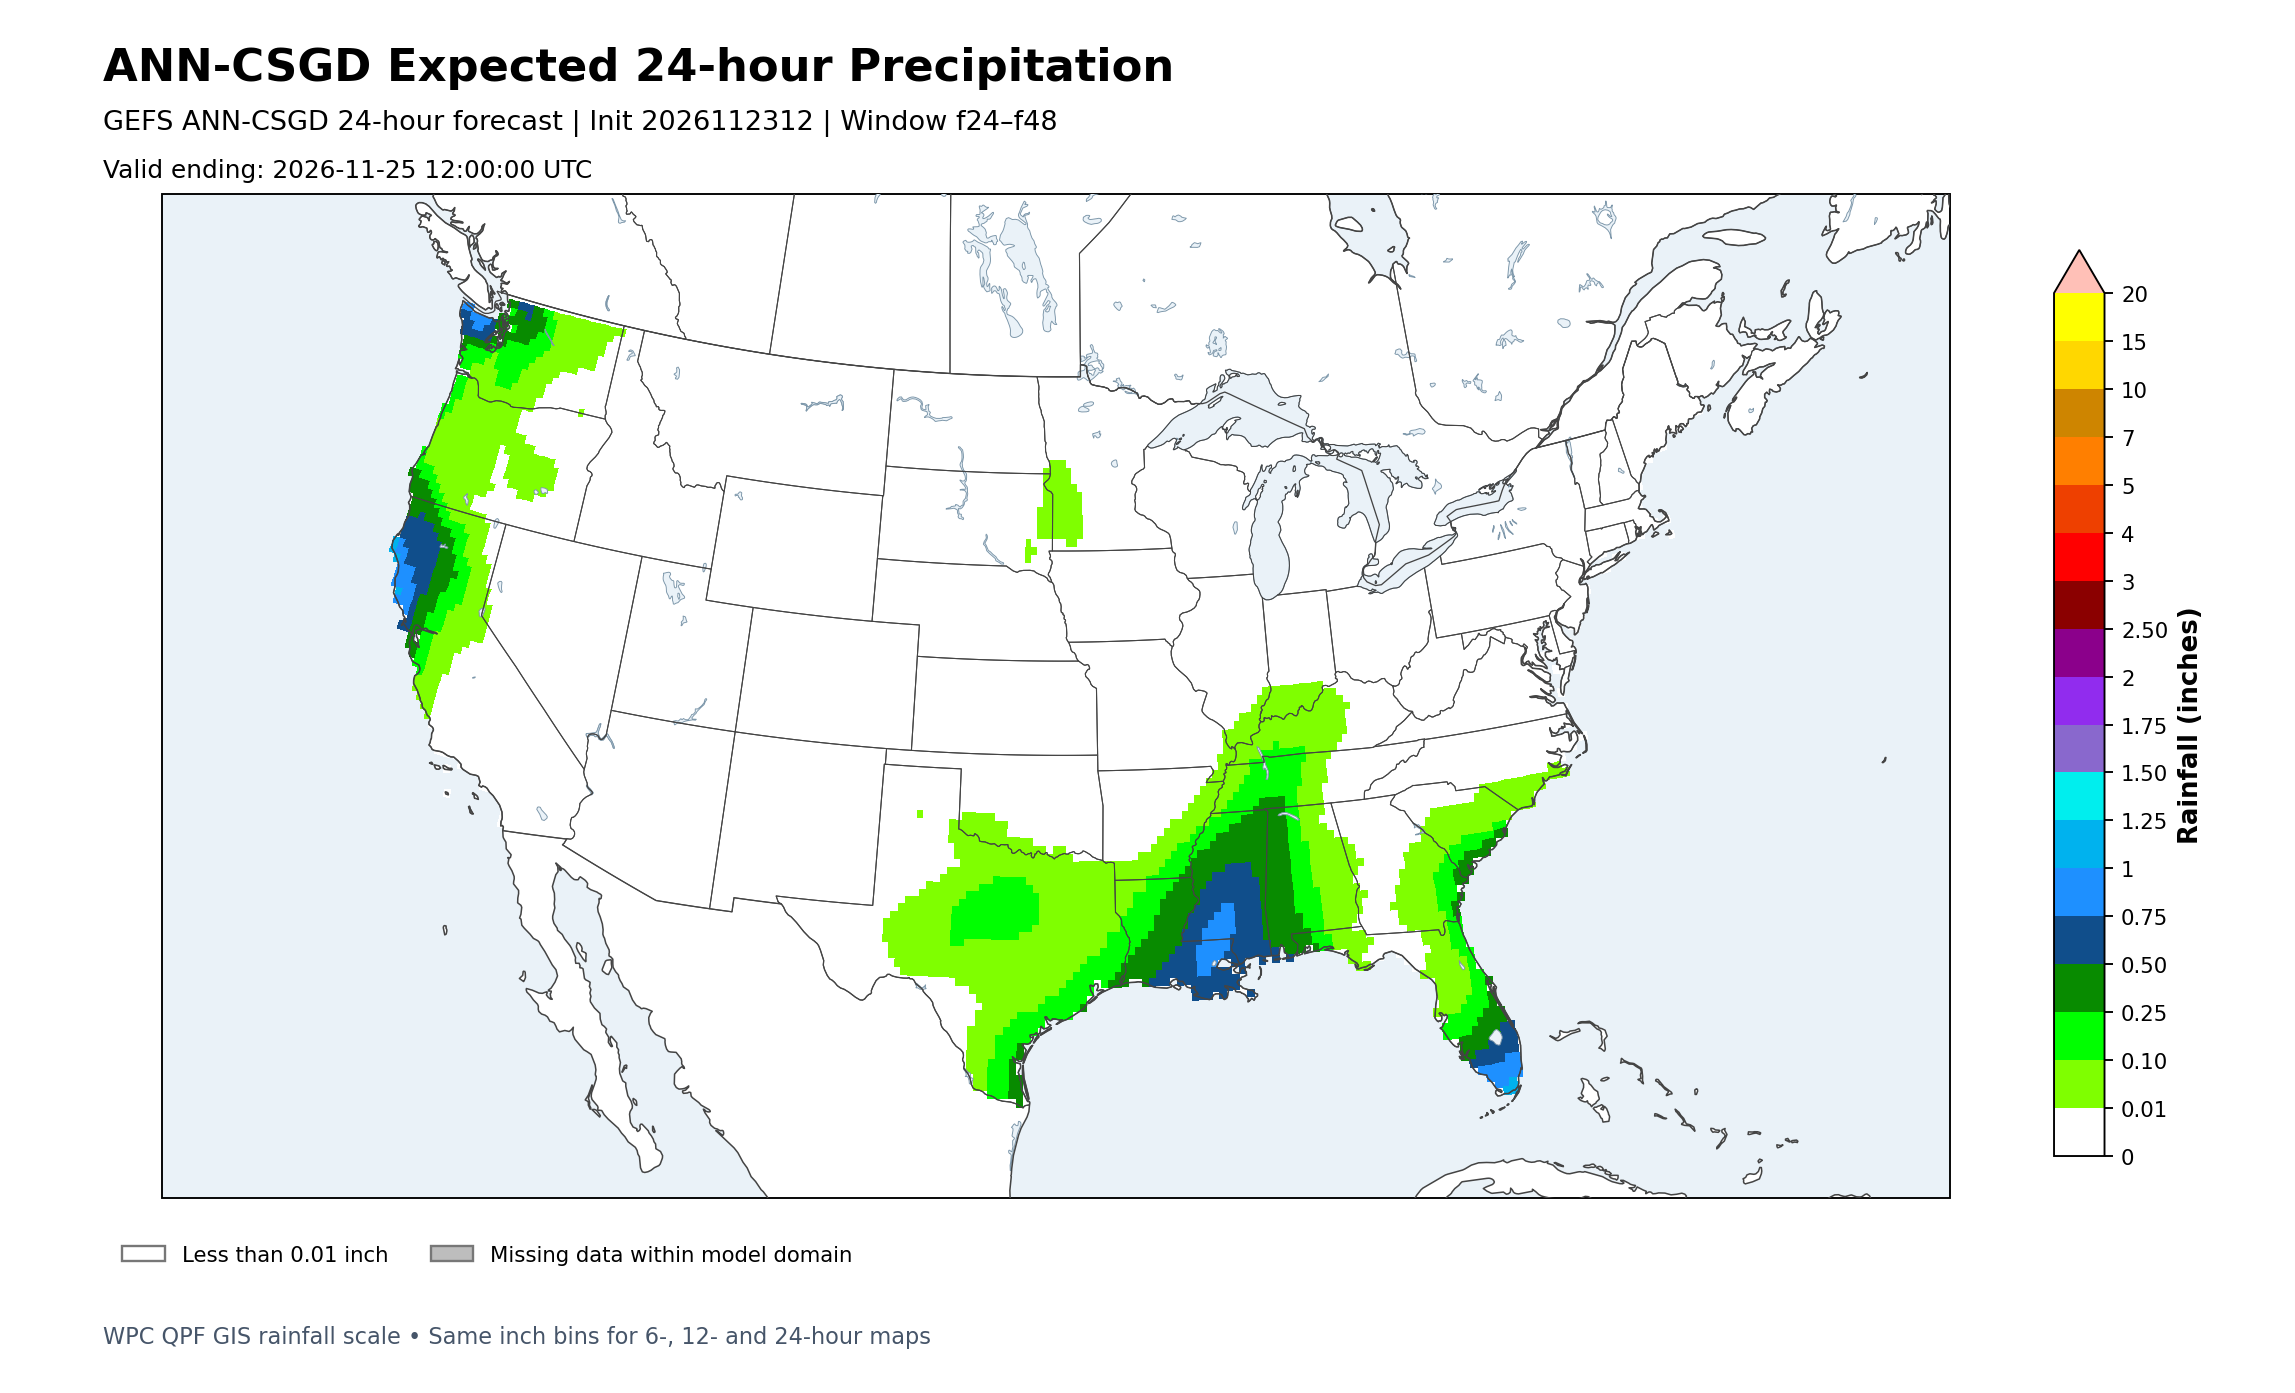 ANN-CSGD Expected 24-hour Precipitation
GEFS ANN-CSGD 24-hour forecast | Init 2026112312 | Window f24–f48
Valid ending: 2026-11-25 12:00:00 UTC
20
15
10
7
5
4
3
2.50
2
1.75
1.50
1.25
1
0.75
0.50
0.25
0.10
0.01
0
Rainfall (inches)
Less than 0.01 inch
Missing data within model domain
WPC QPF GIS rainfall scale • Same inch bins for 6-, 12- and 24-hour maps